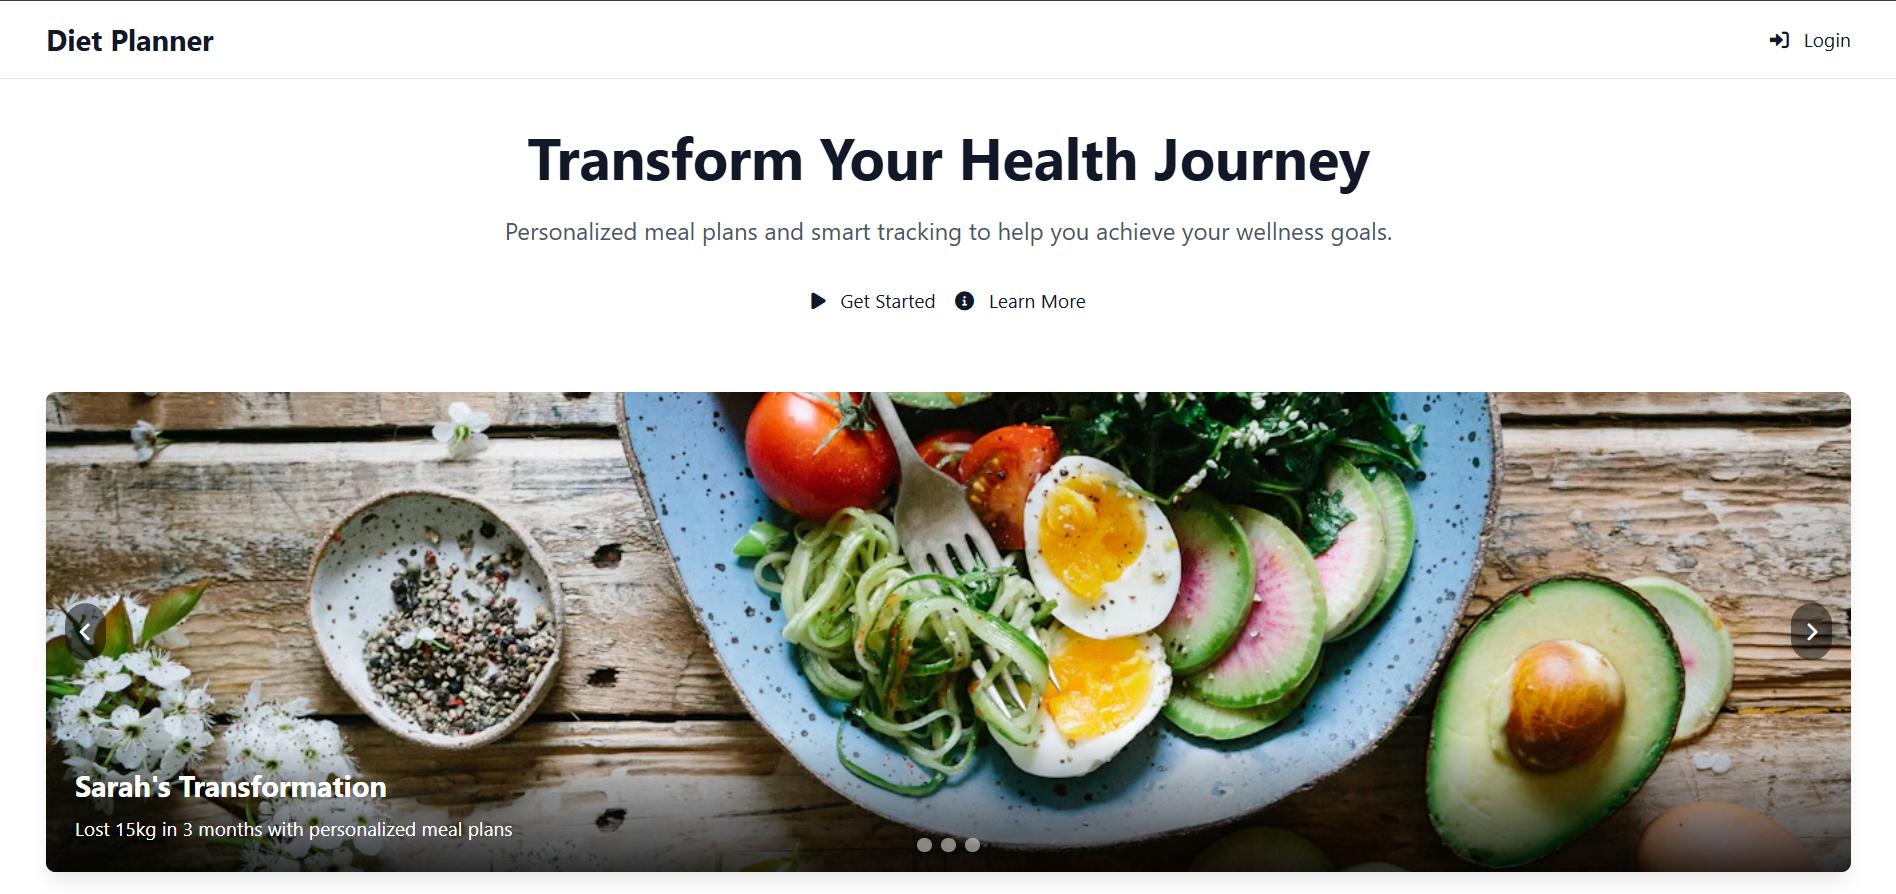 Diet Planner
Login
Transform Your Health Journey
Personalized meal plans and smart tracking to help you achieve your wellness goals.
Get Started
Learn More
Sarah's Transformation
Lost 15kg in 3 months with personalized meal plans